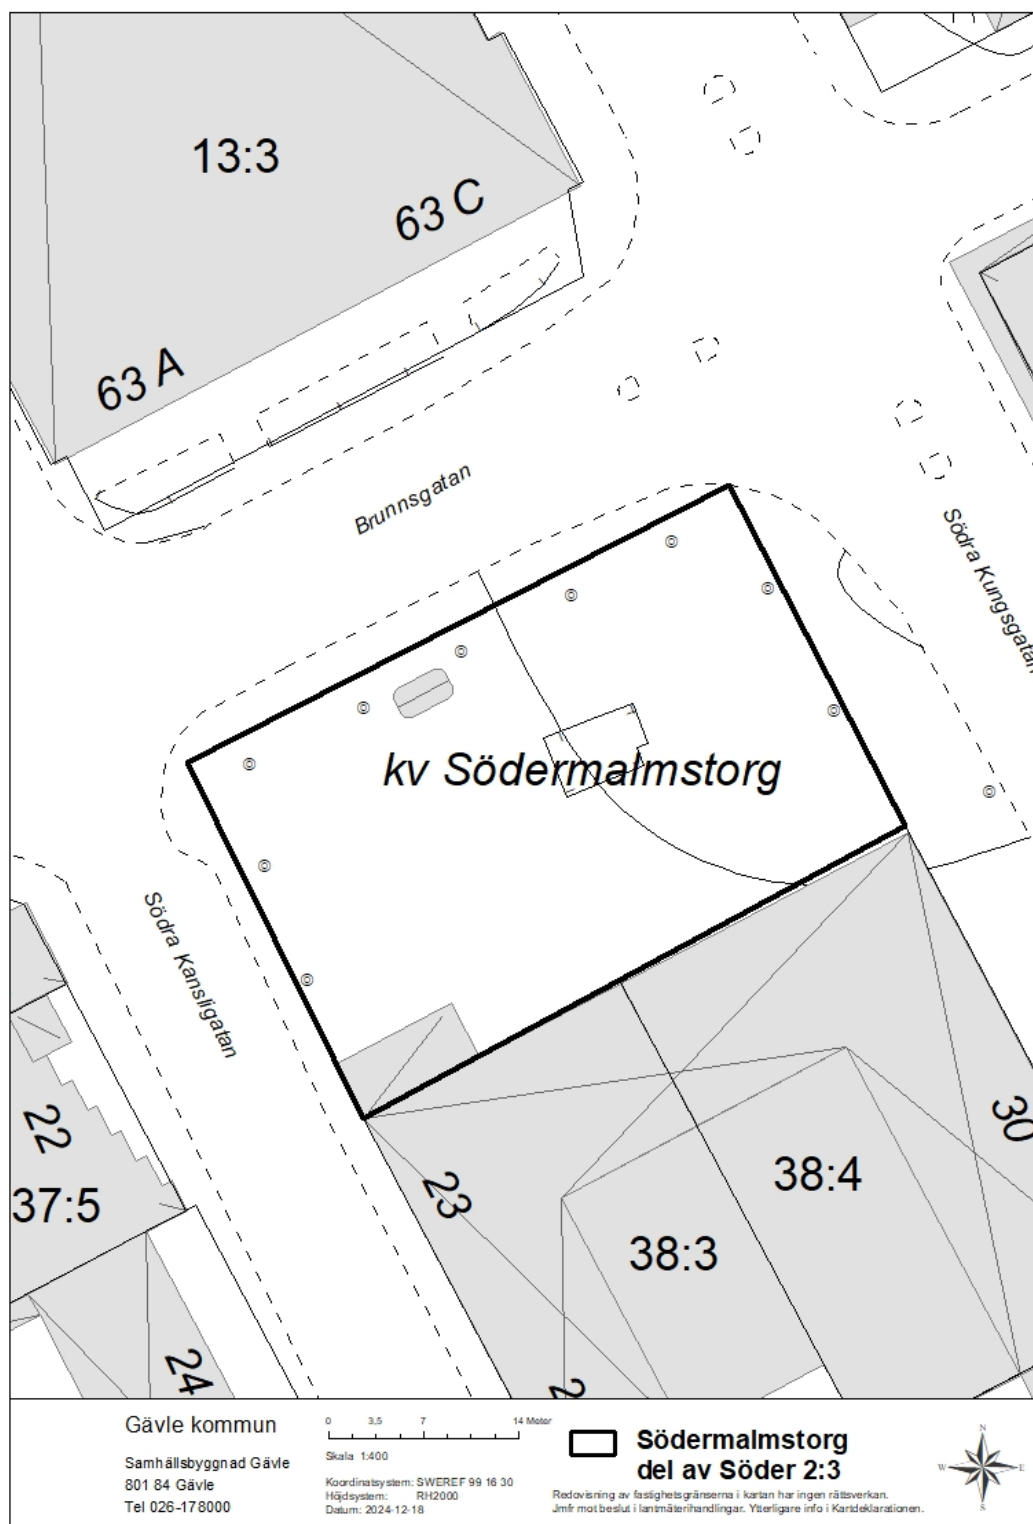 13:3
63 C
63 A
Brunnsgatan
Södra Kungsgatan
kv Södermalmstorg
Södra Kansligatan
22
37:5
23
30
38:4
38:3
24
Gävle kommun
Samhällsbyggnad Gävle
801 84 Gävle
Tel 026-178000
0 3,5 7 14 Meter
Skala 1:400
Koordinatsystem: SWEREF 99 16 30
Höjdsystem: RH2000
Datum: 2024-12-18
Södermalmstorg
del av Söder 2:3
Redovisning av fastighetsgränserna i kartan har ingen rättsverkan.
Jmfr mot beslut i lantmäterihandlingar. Ytterligare info i Kartdeklarationen.
N
W E
S